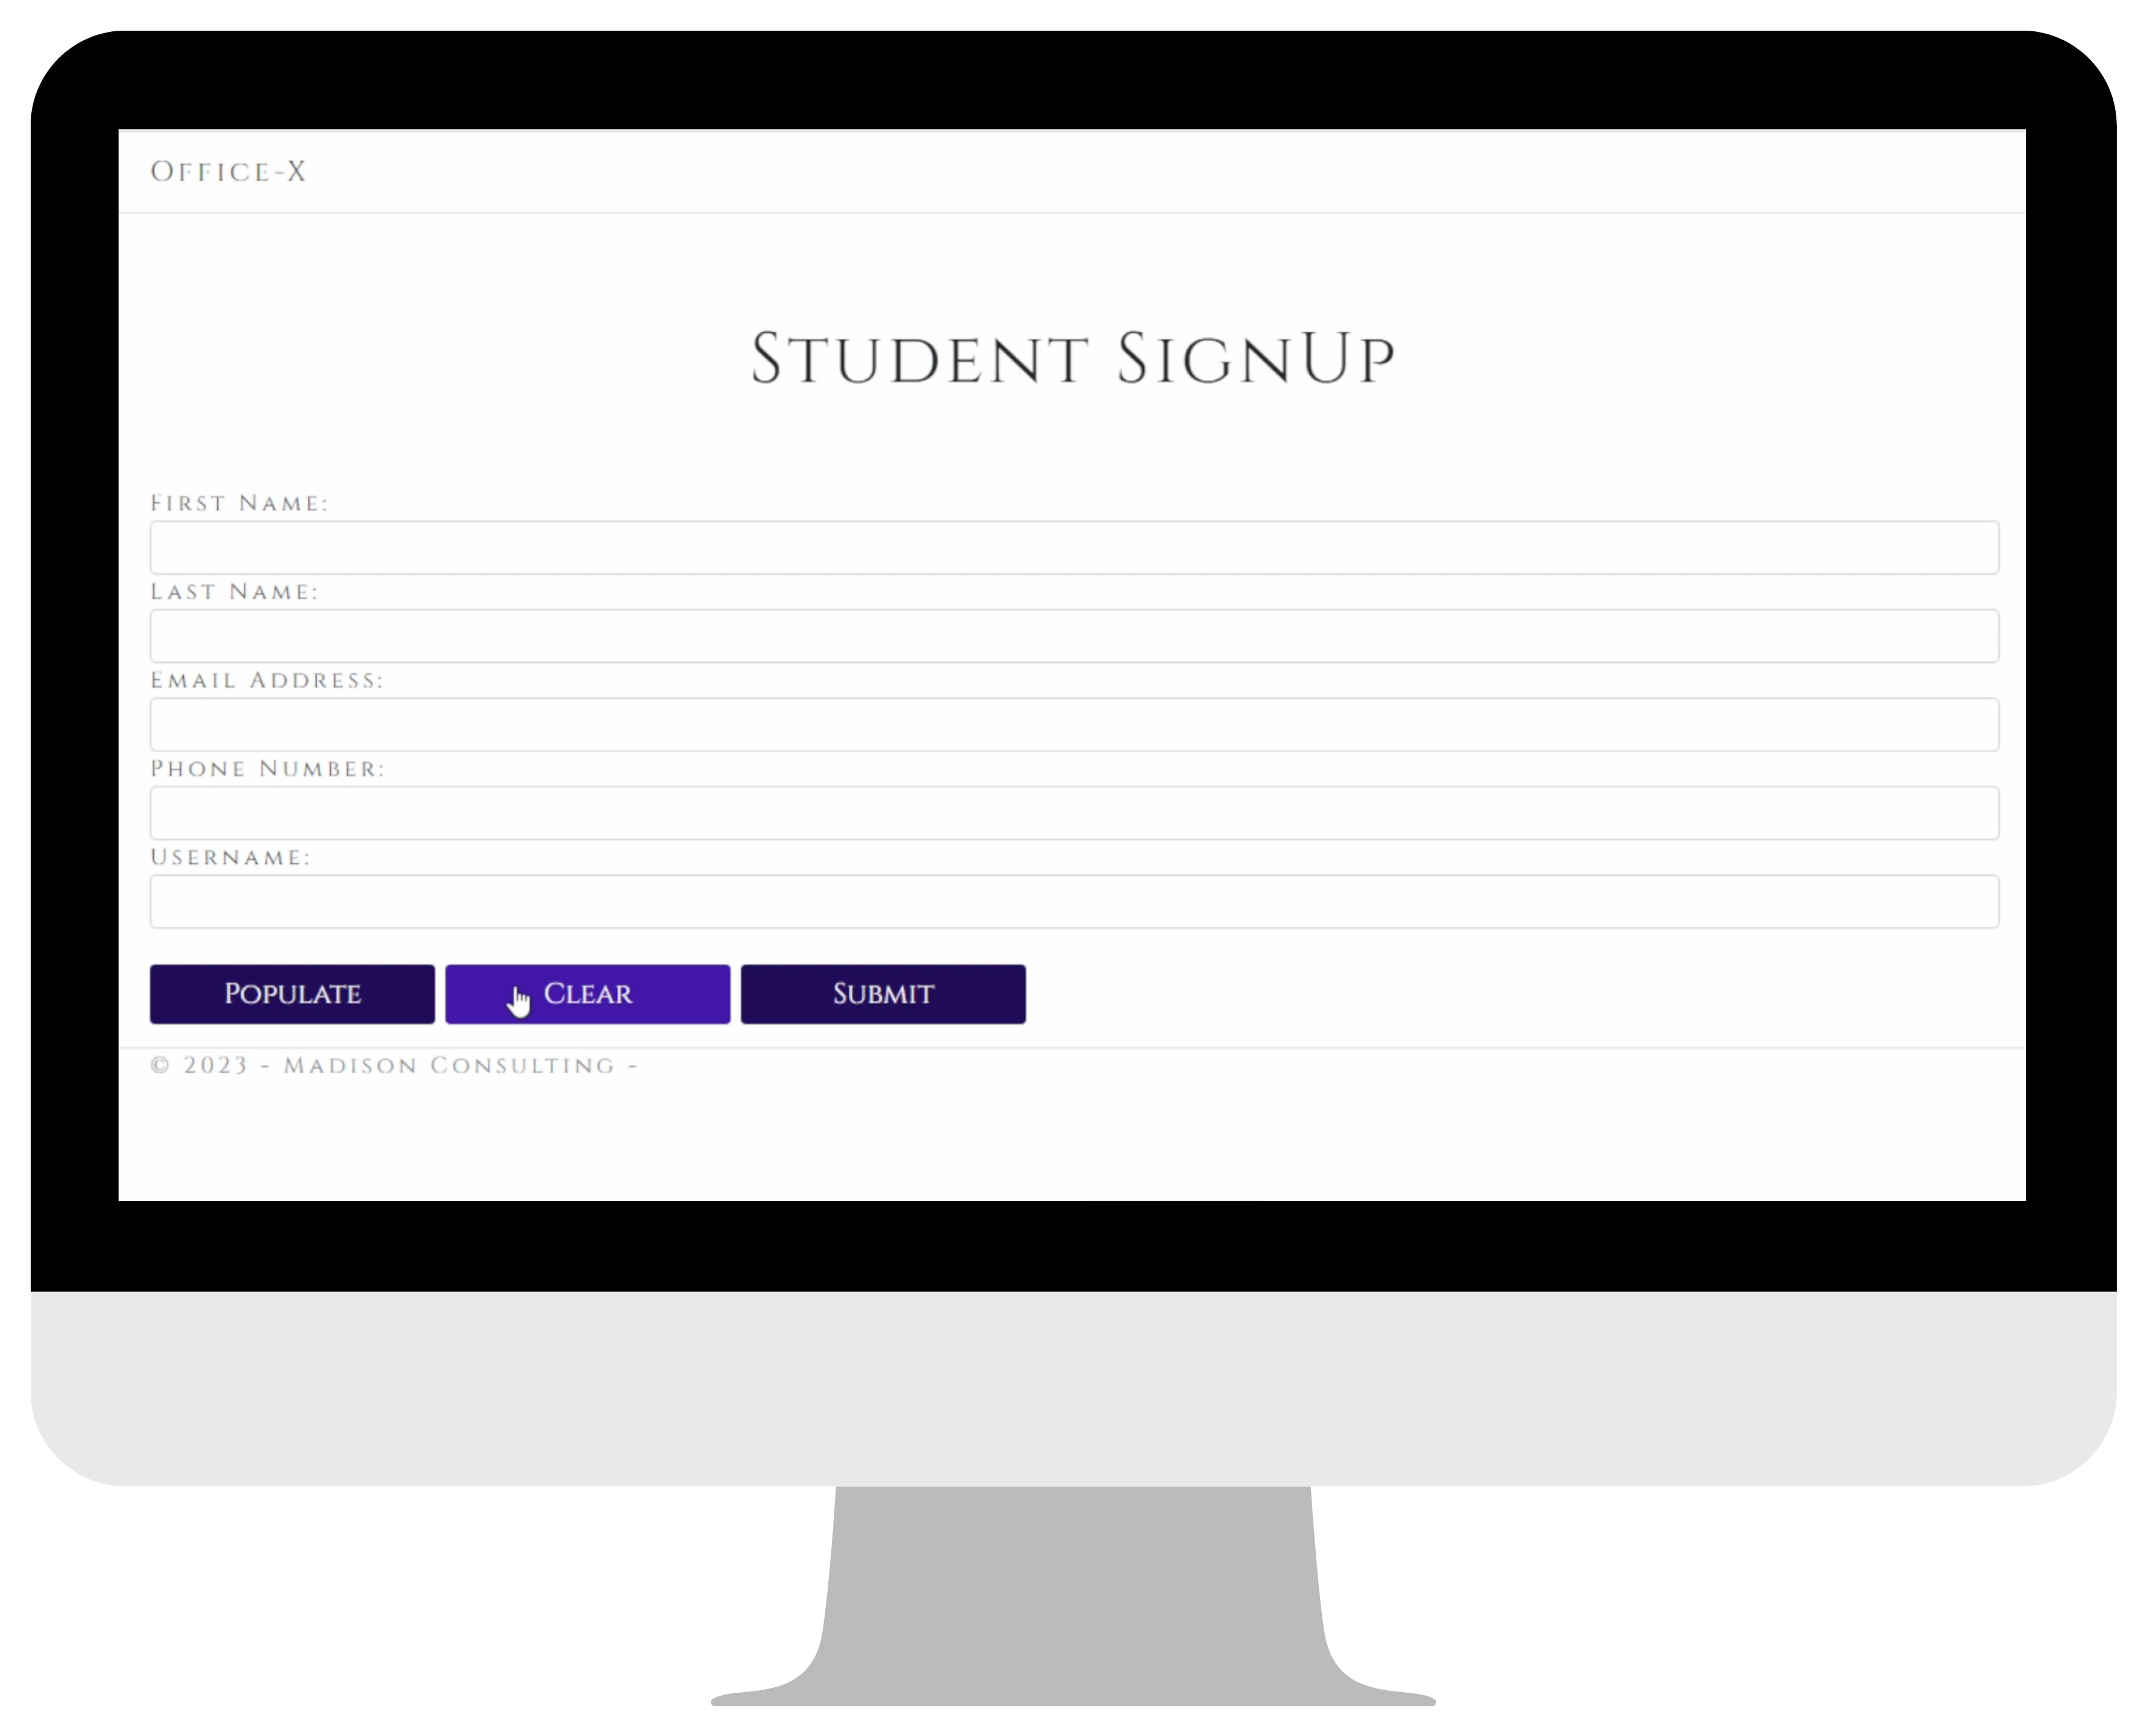 Office-X
Student SignUp
First Name:
Last Name:
Email Address:
Phone Number:
Username:
Populate Clear Submit
© 2023 - Madison Consulting -